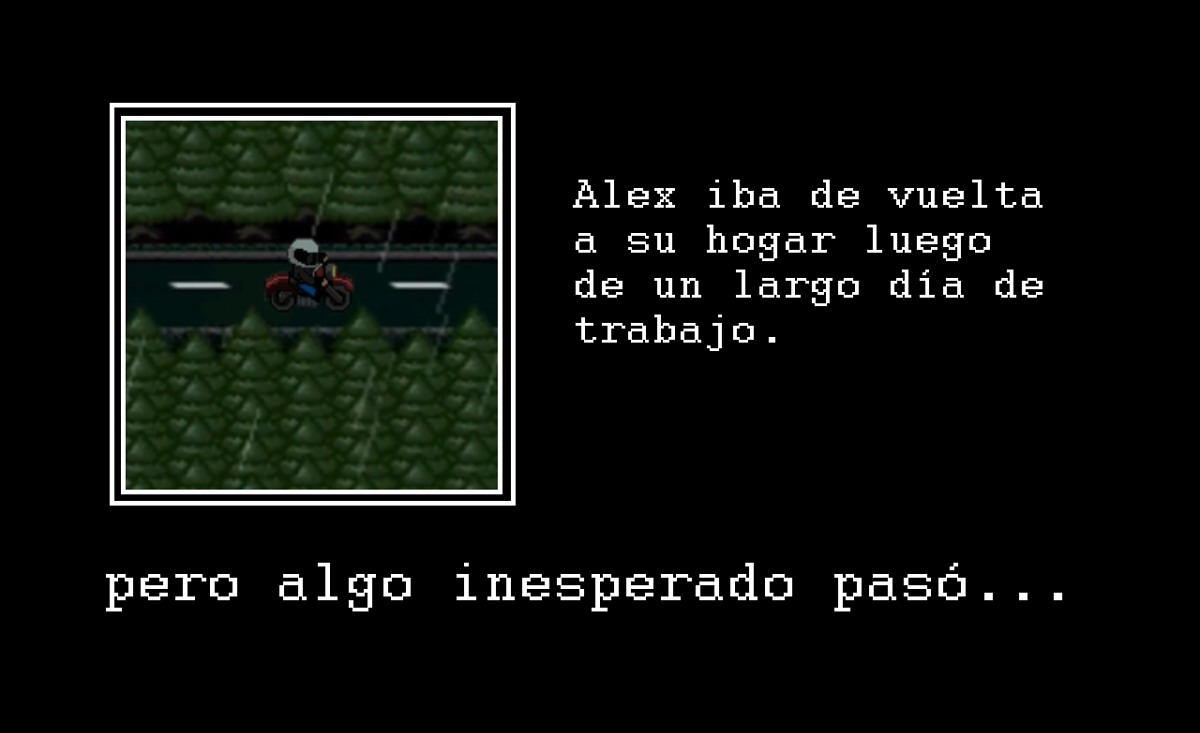 Alex iba de vuelta
a su hogar luego
de un largo día de
trabajo.
pero algo inesperado pasó...